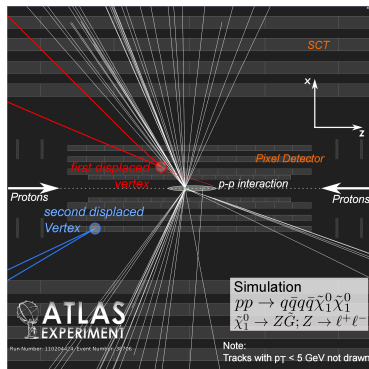 SCT
x
z
Pixel Detector
first displaced
vertex
p-p interaction
Protons
Protons
second displaced
Vertex
Simulation
pp → qq̄qq̄χ̃⁰₁χ̃⁰₁
χ̃⁰₁ → ZG̃; Z → ℓ⁺ℓ⁻
ATLAS
EXPERIMENT
Note:
Tracks with pT < 5 GeV not drawn